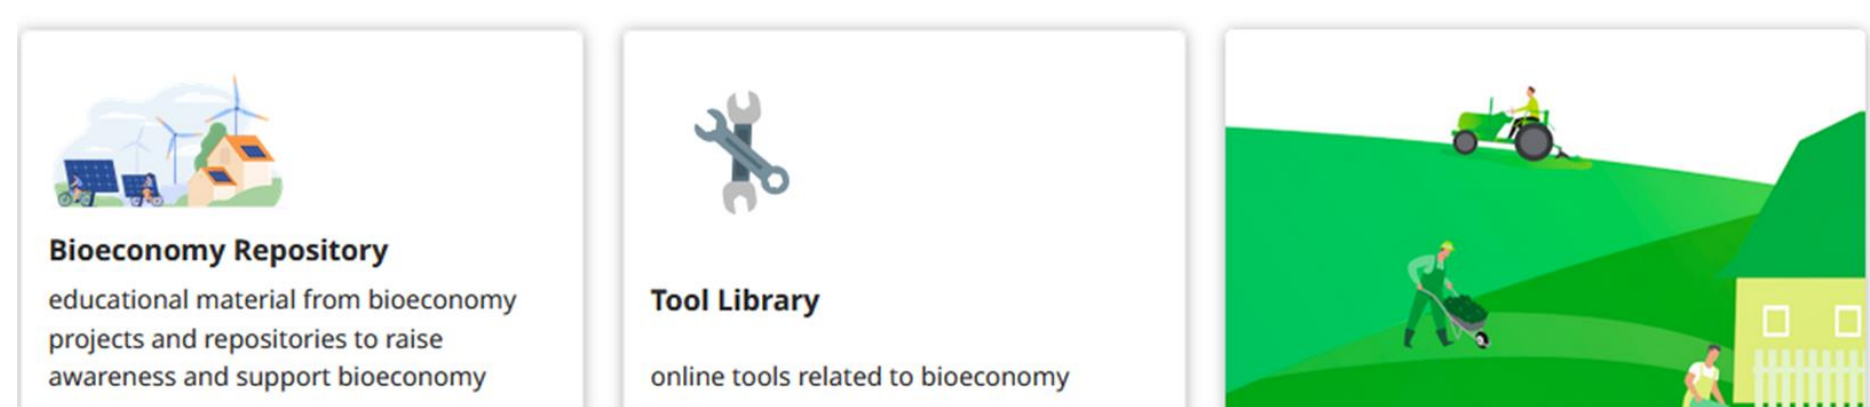 Bioeconomy Repository
educational material from bioeconomy
projects and repositories to raise
awareness and support bioeconomy
Tool Library
online tools related to bioeconomy